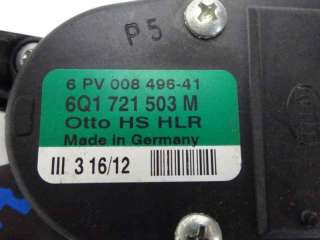 P5
6 PV 008 496-41
6Q1 721 503 M
Otto HS HLR
Made in Germany
III 3 16/12